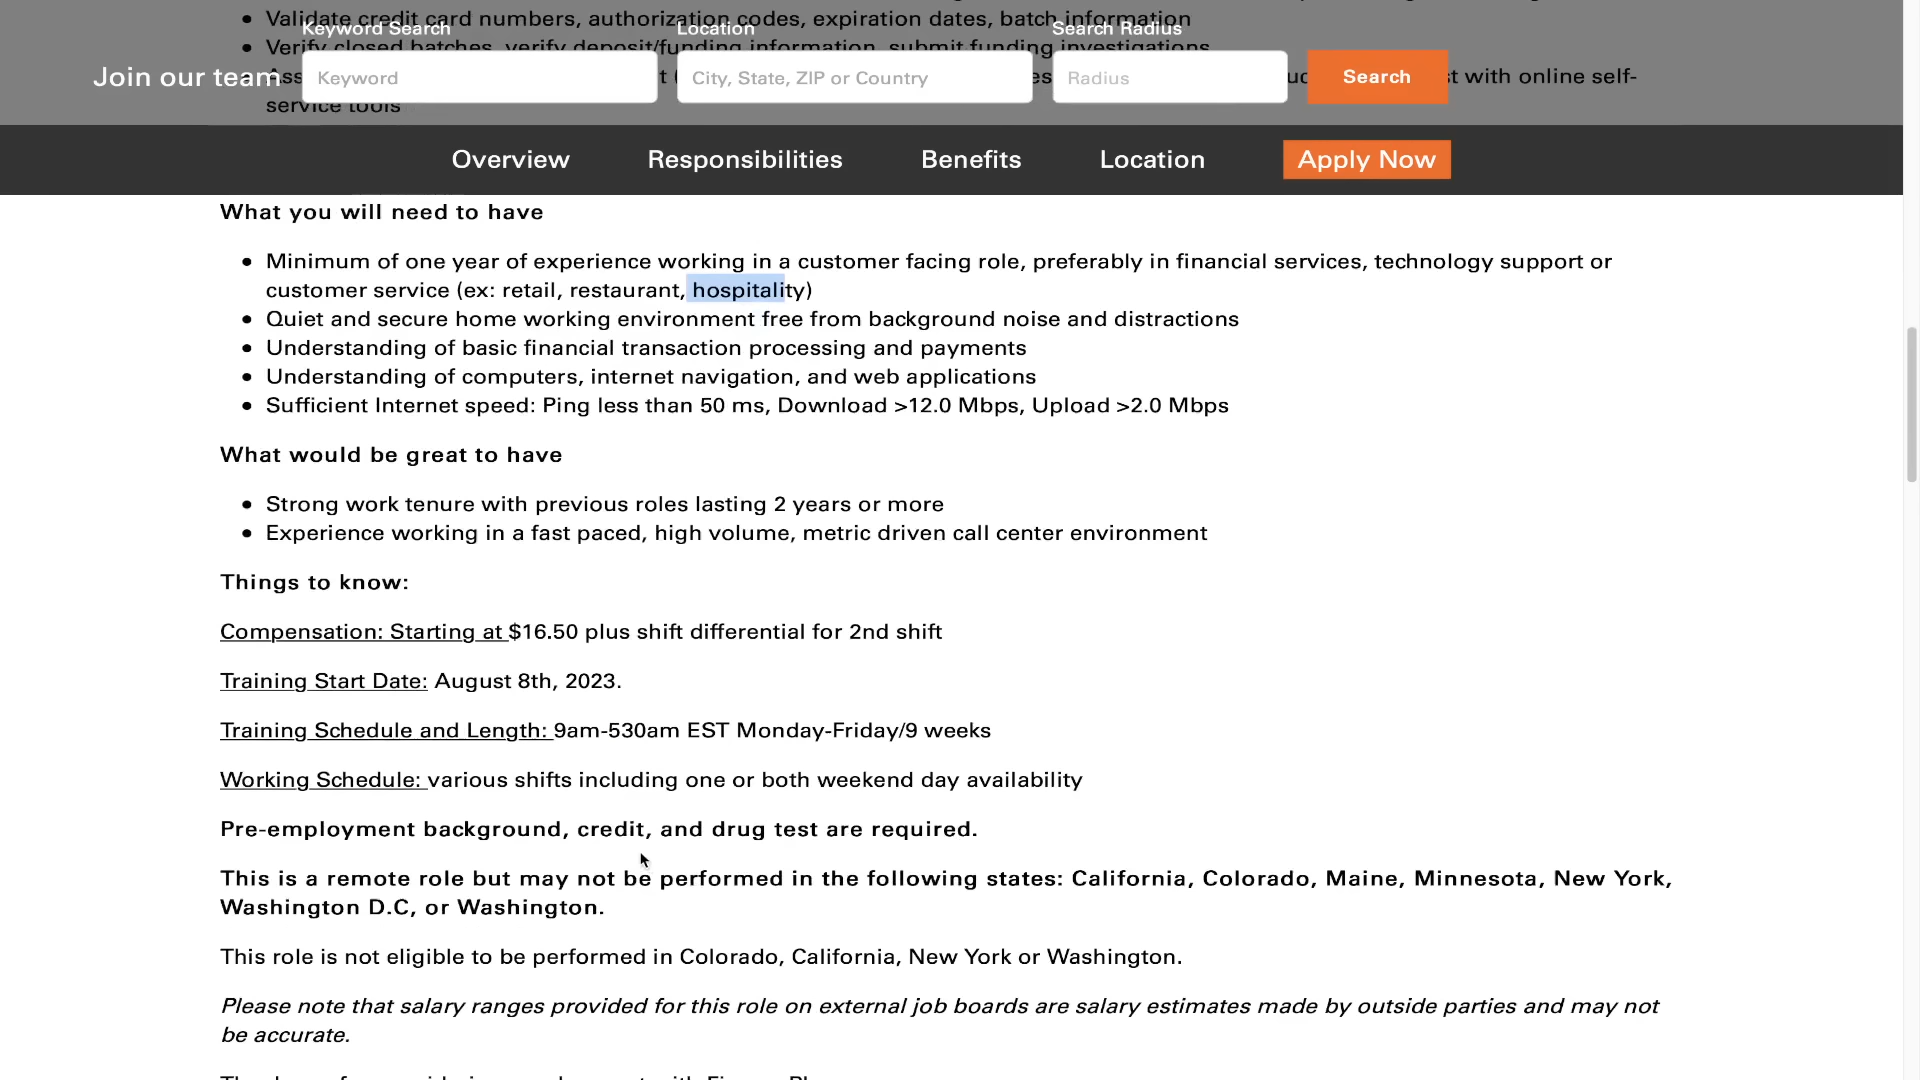 Validate credit card numbers, authorization codes, expiration dates, batch information
Keyword Search
Location
Search Radius
Verify closed batches, verify deposit/funding information, submit funding investigations
Join our team
Keyword
City, State, ZIP or Country
Radius
Search
t with online self-
service tools
Overview
Responsibilities
Benefits
Location
Apply Now
What you will need to have
Minimum of one year of experience working in a customer facing role, preferably in financial services, technology support or
customer service (ex: retail, restaurant, hospitality)
Quiet and secure home working environment free from background noise and distractions
Understanding of basic financial transaction processing and payments
Understanding of computers, internet navigation, and web applications
Sufficient Internet speed: Ping less than 50 ms, Download >12.0 Mbps, Upload >2.0 Mbps
What would be great to have
Strong work tenure with previous roles lasting 2 years or more
Experience working in a fast paced, high volume, metric driven call center environment
Things to know:
Compensation: Starting at $16.50 plus shift differential for 2nd shift
Training Start Date: August 8th, 2023.
Training Schedule and Length: 9am-530am EST Monday-Friday/9 weeks
Working Schedule: various shifts including one or both weekend day availability
Pre-employment background, credit, and drug test are required.
This is a remote role but may not be performed in the following states: California, Colorado, Maine, Minnesota, New York,
Washington D.C, or Washington.
This role is not eligible to be performed in Colorado, California, New York or Washington.
Please note that salary ranges provided for this role on external job boards are salary estimates made by outside parties and may not
be accurate.